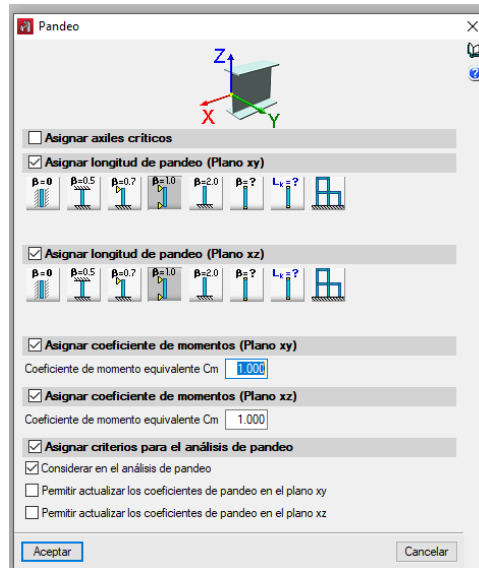 Pandeo
Z
X
Y
Asignar axiles críticos
Asignar longitud de pandeo (Plano xy)
β=0 β=0.5 β=0.7 β=1.0 β=2.0 β=? Lk=?
Asignar longitud de pandeo (Plano xz)
β=0 β=0.5 β=0.7 β=1.0 β=2.0 β=? Lk=?
Asignar coeficiente de momentos (Plano xy)
Coeficiente de momento equivalente Cm 1.000
Asignar coeficiente de momentos (Plano xz)
Coeficiente de momento equivalente Cm 1.000
Asignar criterios para el análisis de pandeo
Considerar en el análisis de pandeo
Permitir actualizar los coeficientes de pandeo en el plano xy
Permitir actualizar los coeficientes de pandeo en el plano xz
Aceptar Cancelar